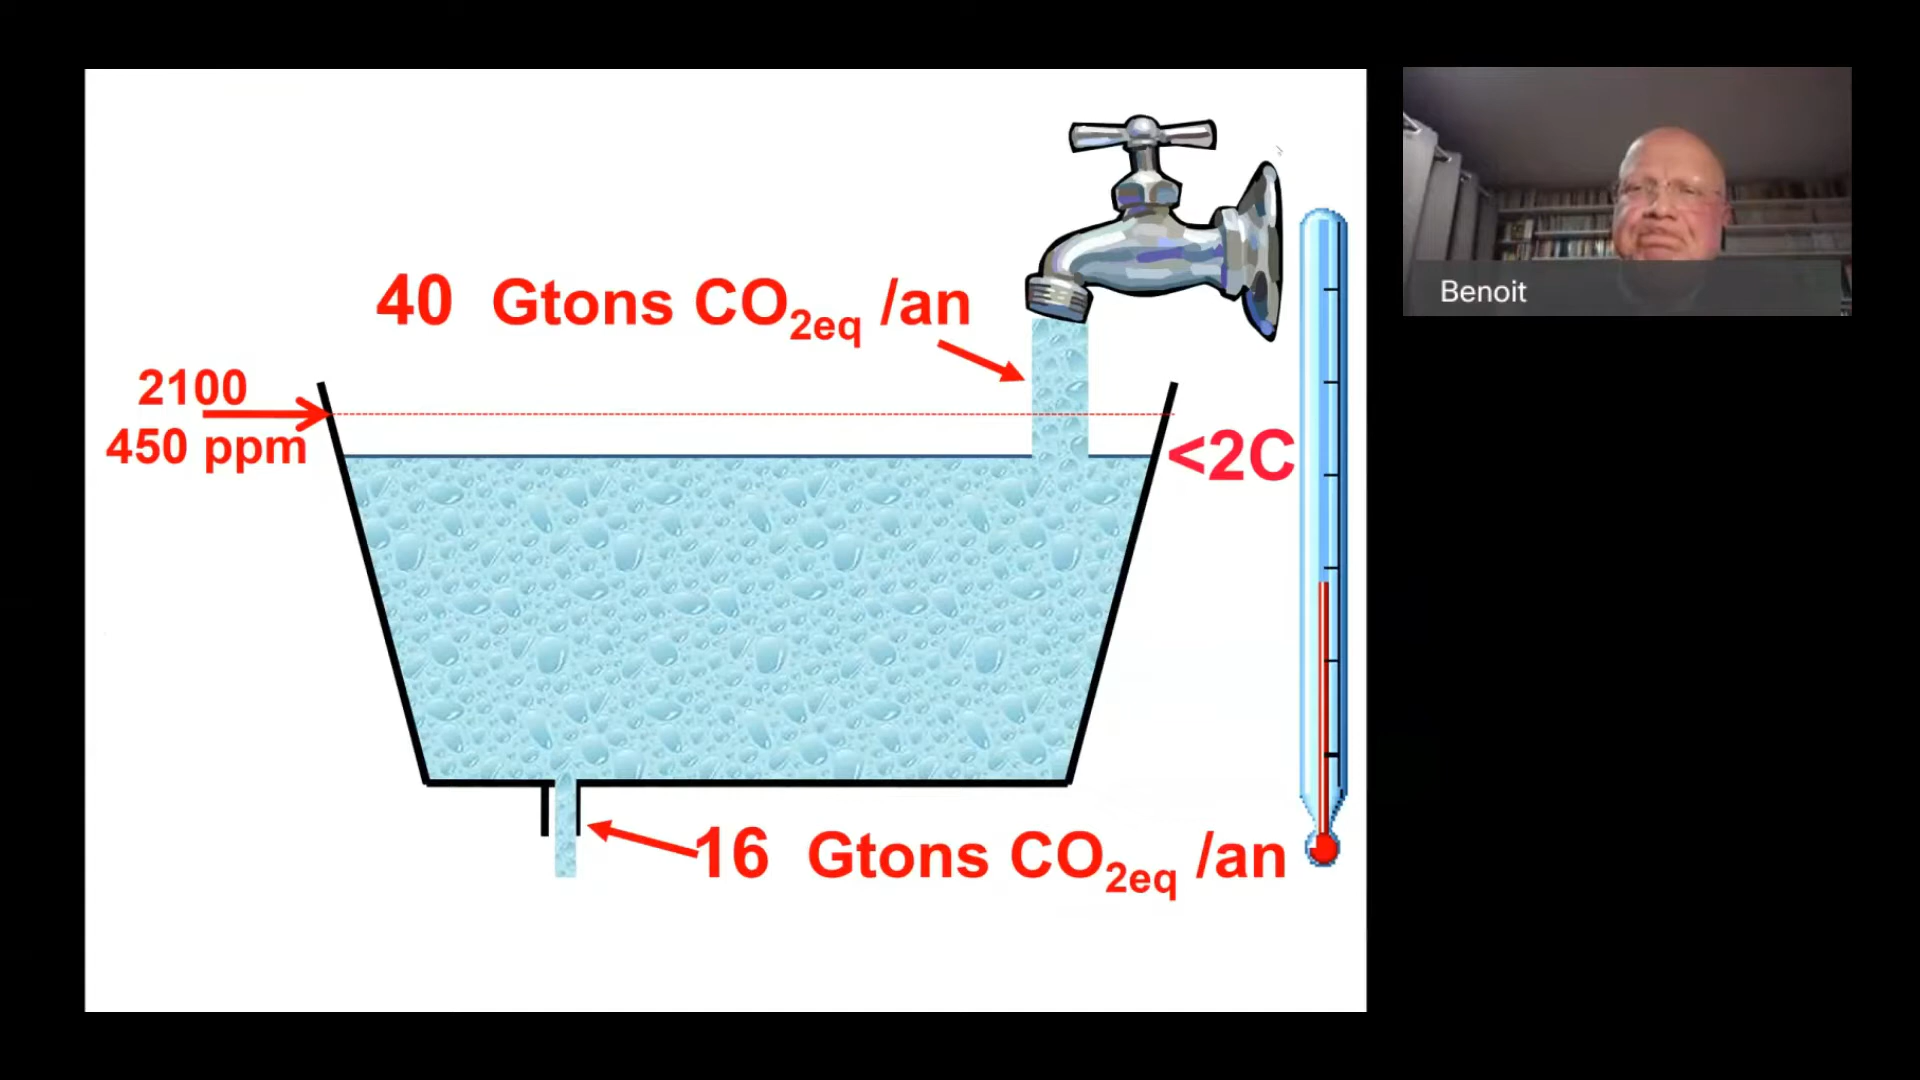 40 Gtons CO2eq /an
2100
450 ppm
<2C
16 Gtons CO2eq /an
Benoit